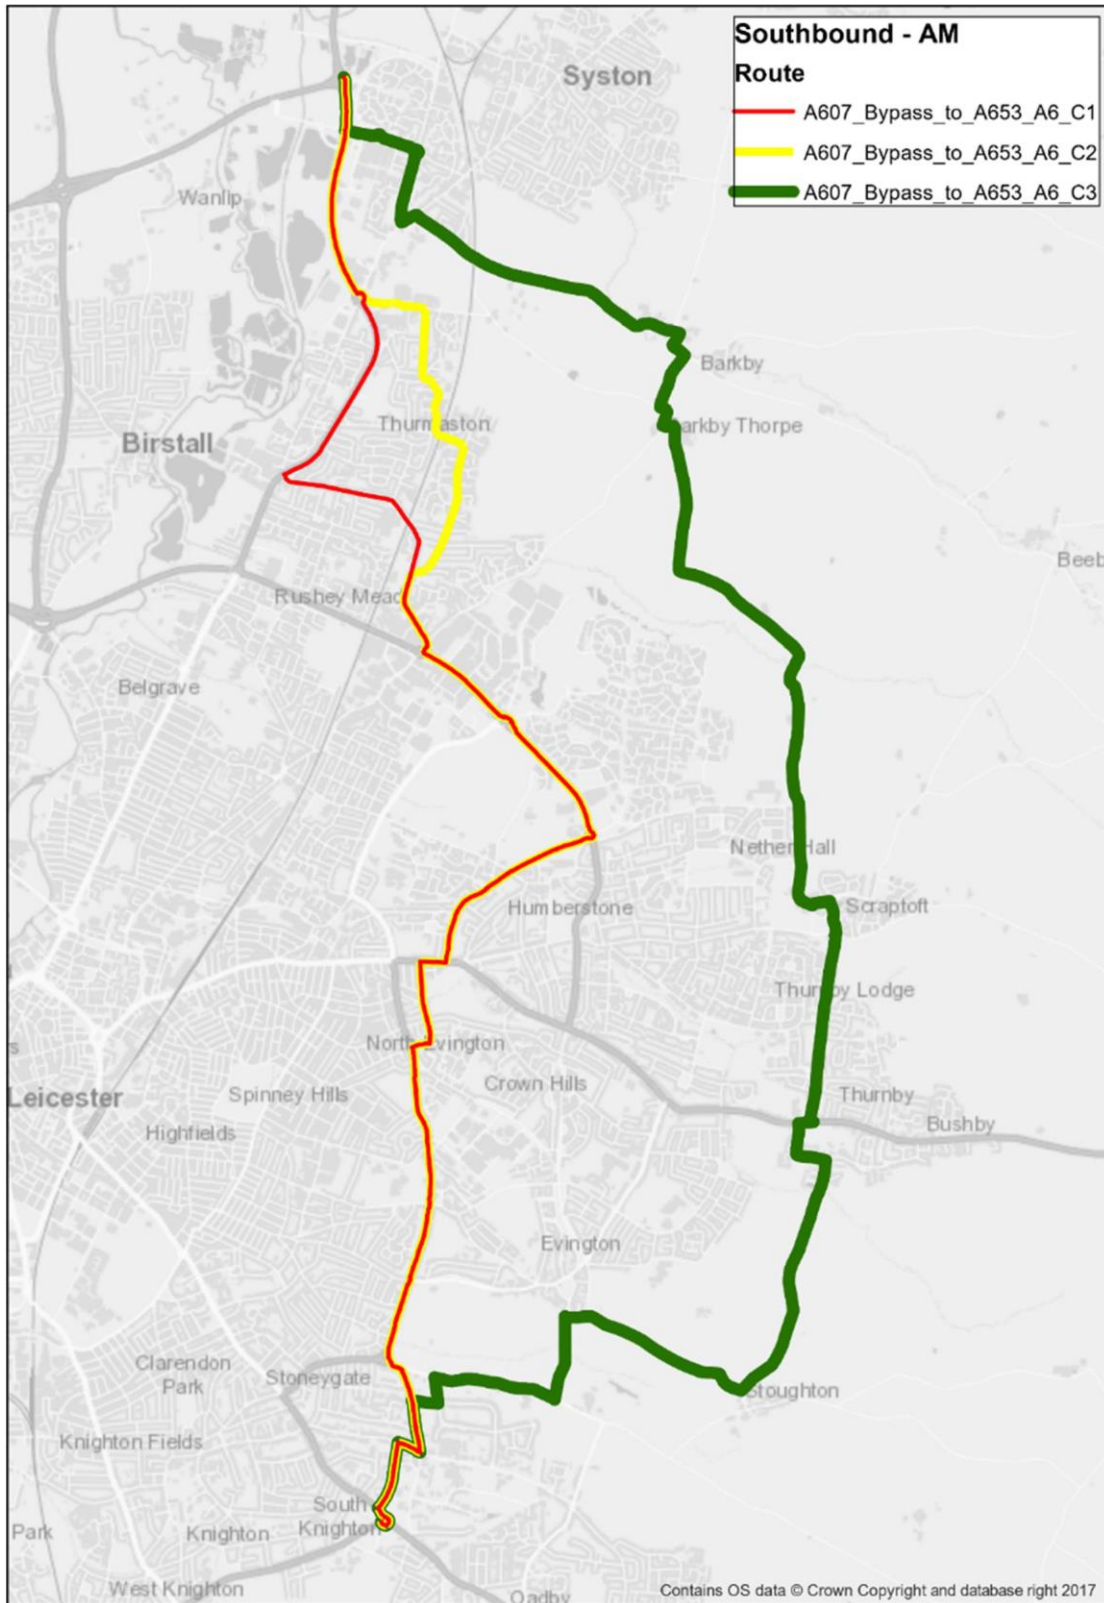 Southbound - AM
Route
A607_Bypass_to_A653_A6_C1
A607_Bypass_to_A653_A6_C2
A607_Bypass_to_A653_A6_C3
Syston
Wanlip
Barkby
Thurmaston
arkby Thorpe
Birstall
Beeb
Rushey Mead
Belgrave
Nether Hall
Humberstone
Scraptoft
Thurnby Lodge
s
North Evington
Crown Hills
Leicester
Spinney Hills
Thurnby
Highfields
Bushby
Evington
Clarendon
Park
Stoneygate
Stoughton
Knighton Fields
South
Knighton
Park
Knighton
West Knighton
Oadby
Contains OS data © Crown Copyright and database right 2017